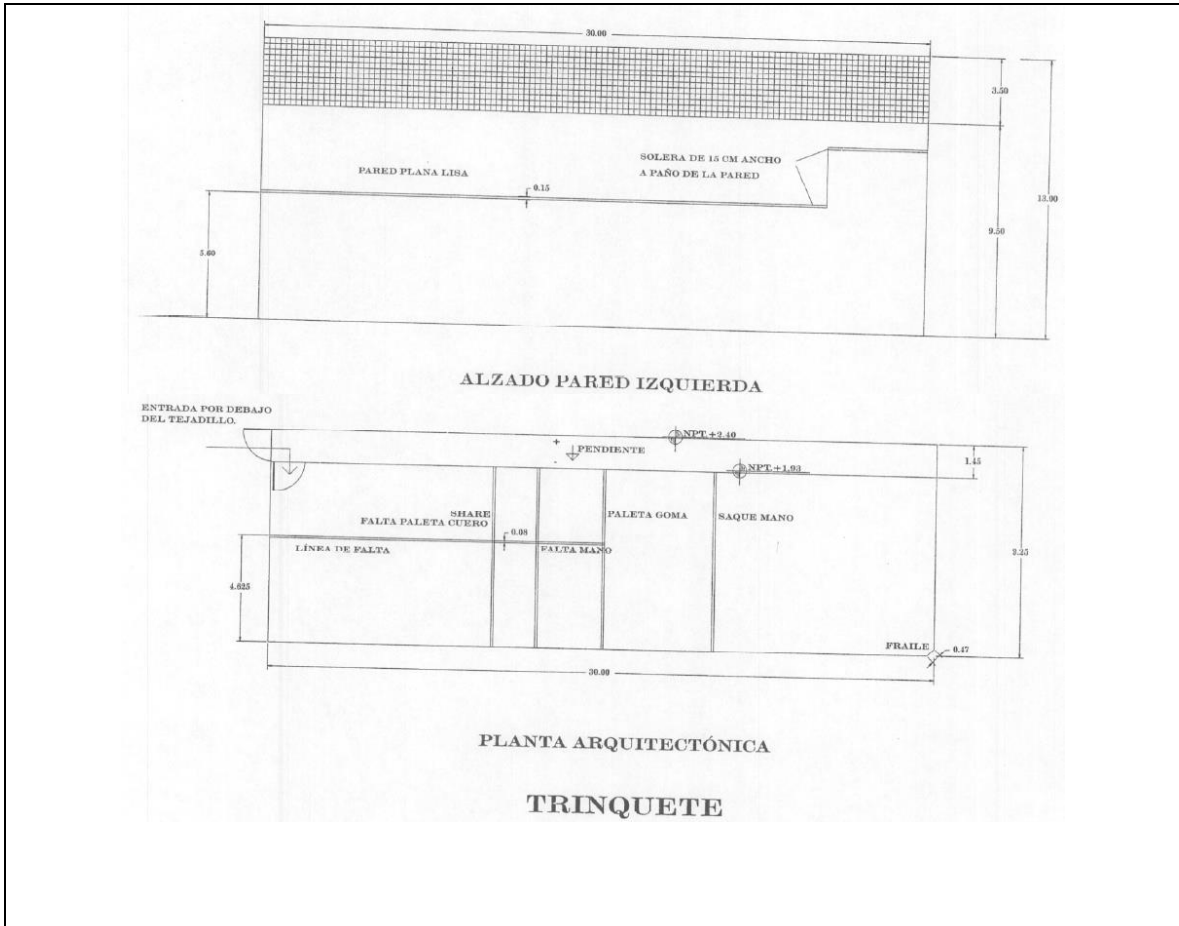 30.00
3.50
SOLERA DE 15 CM ANCHO
A PAÑO DE LA PARED
PARED PLANA LISA
0.15
13.00
9.50
5.60
ALZADO PARED IZQUIERDA
ENTRADA POR DEBAJO
DEL TEJADILLO.
NPT.+2.40
PENDIENTE
1.45
NPT.+1.93
SHARE
FALTA PALETA CUERO
PALETA GOMA
SAQUE MANO
0.08
LÍNEA DE FALTA
FALTA MANO
9.25
4.625
FRAILE
0.47
30.00
PLANTA ARQUITECTÓNICA
TRINQUETE